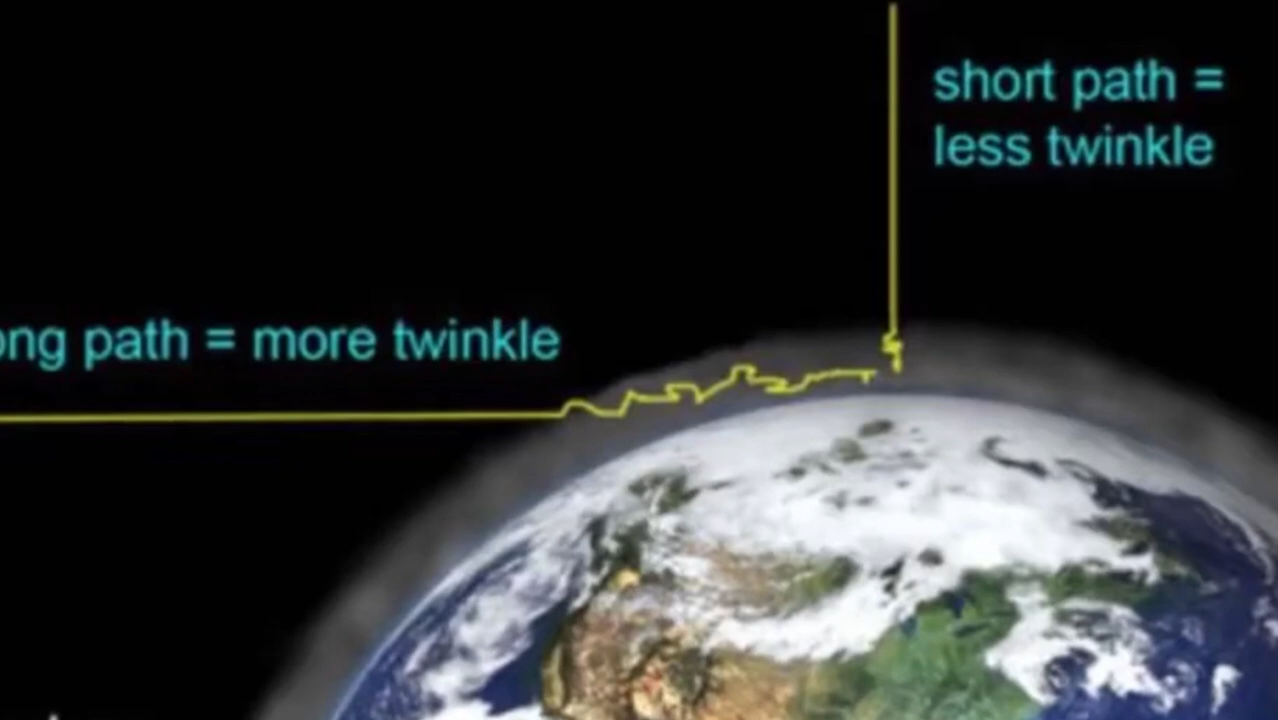 short path =
less twinkle
ong path = more twinkle